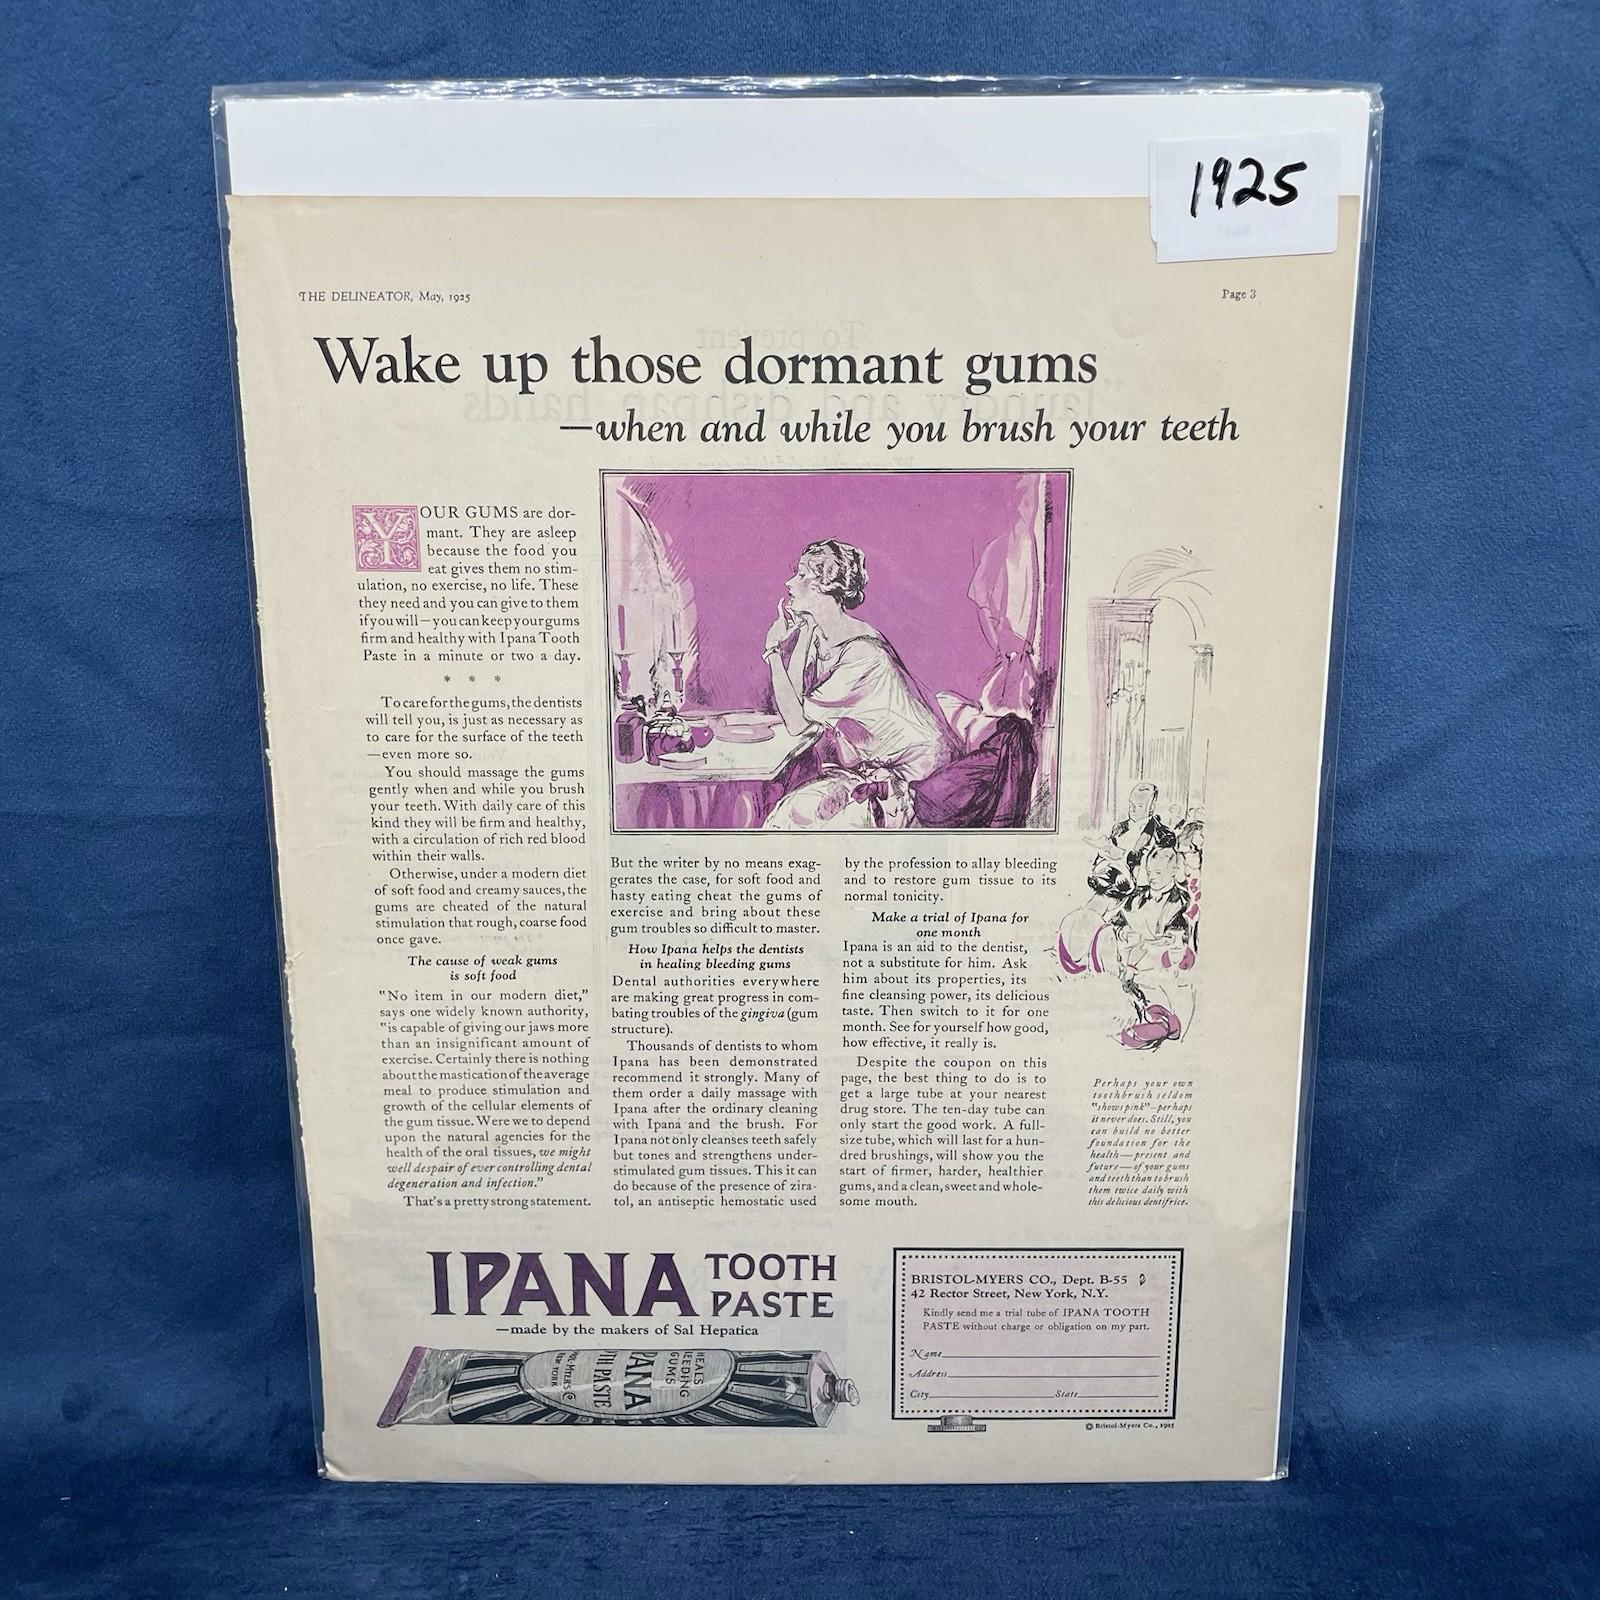 1925
THE DELINEATOR, May, 1925
Page 3
Wake up those dormant gums
—when and while you brush your teeth
YOUR GUMS are dor-
mant. They are asleep
because the food you
eat gives them no stim-
ulation, no exercise, no life. These
they need and you can give to them
if you will—you can keep your gums
firm and healthy with Ipana Tooth
Paste in a minute or two a day.
* * *
To care for the gums, the dentists
will tell you, is just as necessary as
to care for the surface of the teeth
—even more so.
You should massage the gums
gently when and while you brush
your teeth. With daily care of this
kind they will be firm and healthy,
with a circulation of rich red blood
within their walls.
Otherwise, under a modern diet
of soft food and creamy sauces, the
gums are cheated of the natural
stimulation that rough, coarse food
once gave.
The cause of weak gums
is soft food
"No item in our modern diet,"
says one widely known authority,
"is capable of giving our jaws more
than an insignificant amount of
exercise. Certainly there is nothing
about the mastication of the average
meal to produce stimulation and
growth of the cellular elements of
the gum tissue. Were we to depend
upon the natural agencies for the
health of the oral tissues, we might
well despair of ever controlling dental
degeneration and infection."
That's a pretty strong statement.
But the writer by no means exag-
gerates the case, for soft food and
hasty eating cheat the gums of
exercise and bring about these
gum troubles so difficult to master.
How Ipana helps the dentists
in healing bleeding gums
Dental authorities everywhere
are making great progress in com-
bating troubles of the gingiva (gum
structure).
Thousands of dentists to whom
Ipana has been demonstrated
recommend it strongly. Many of
them order a daily massage with
Ipana after the ordinary cleaning
with Ipana and the brush. For
Ipana not only cleanses teeth safely
but tones and strengthens under-
stimulated gum tissues. This it can
do because of the presence of zira-
tol, an antiseptic hemostatic used
by the profession to allay bleeding
and to restore gum tissue to its
normal tonicity.
Make a trial of Ipana for
one month
Ipana is an aid to the dentist,
not a substitute for him. Ask
him about its properties, its
fine cleansing power, its delicious
taste. Then switch to it for one
month. See for yourself how good,
how effective, it really is.
Despite the coupon on this
page, the best thing to do is to
get a large tube at your nearest
drug store. The ten-day tube can
only start the good work. A full-
size tube, which will last for a hun-
dred brushings, will show you the
start of firmer, harder, healthier
gums, and a clean, sweet and whole-
some mouth.
Perhaps your own
toothbrush seldom
"shows pink"—perhaps
it never does. Still, you
can build no better
foundation for the
health—present and
future—of your gums
and teeth than to brush
them twice daily with
this delicious dentifrice.
IPANA TOOTH
PASTE
—made by the makers of Sal Hepatica
HEALS
BLEEDING
GUMS
IPANA
TOOTH PASTE
BRISTOL-MYERS CO
NEW YORK
BRISTOL-MYERS CO., Dept. B-55
42 Rector Street, New York, N.Y.
Kindly send me a trial tube of IPANA TOOTH
PASTE without charge or obligation on my part.
Name
Address
City State
© Bristol-Myers Co., 1925